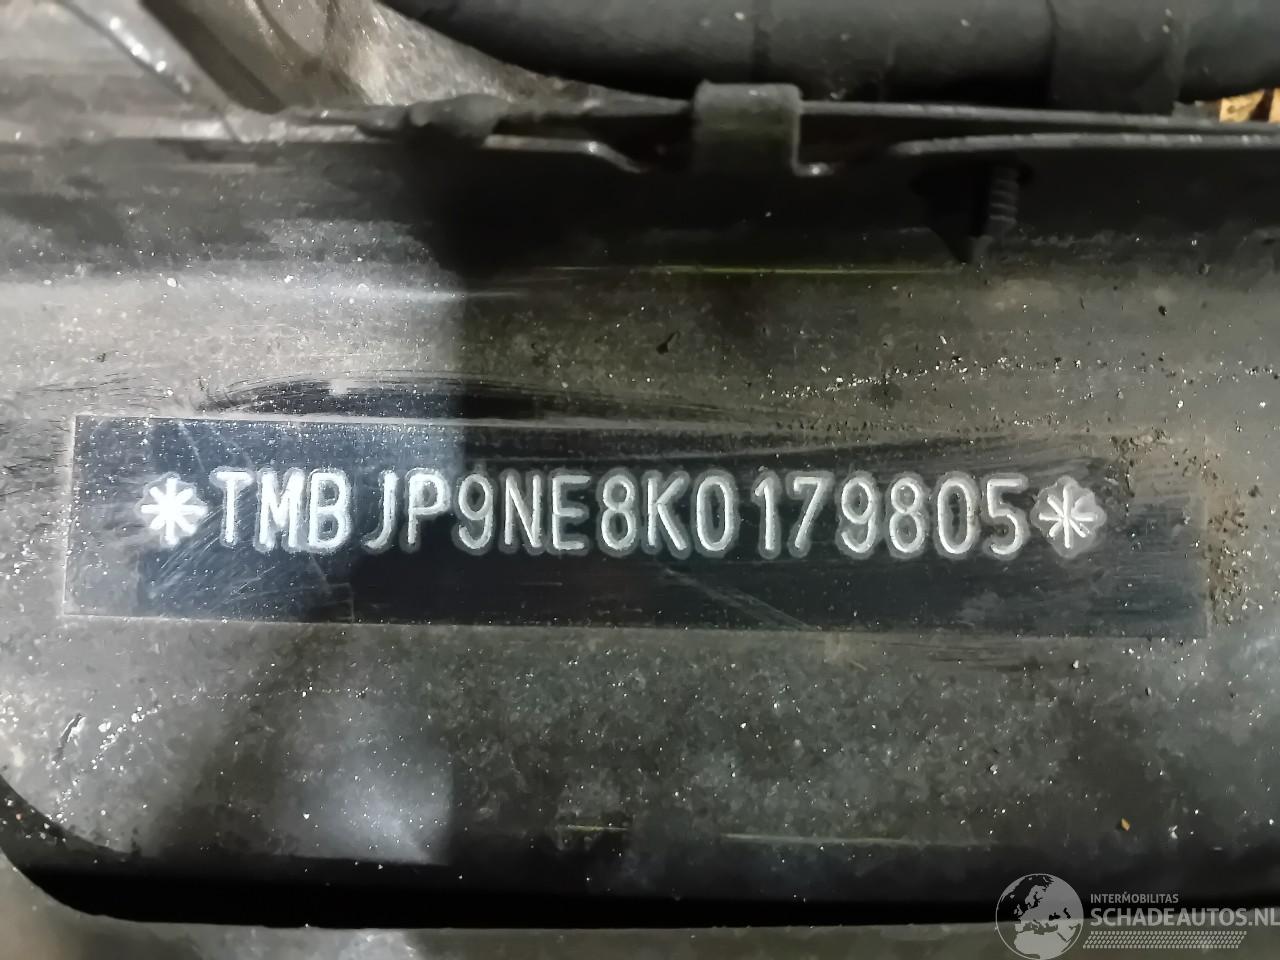 *TMBJP9NE8K0179805*
INTERMOBILITAS
SCHADEAUTOS.NL